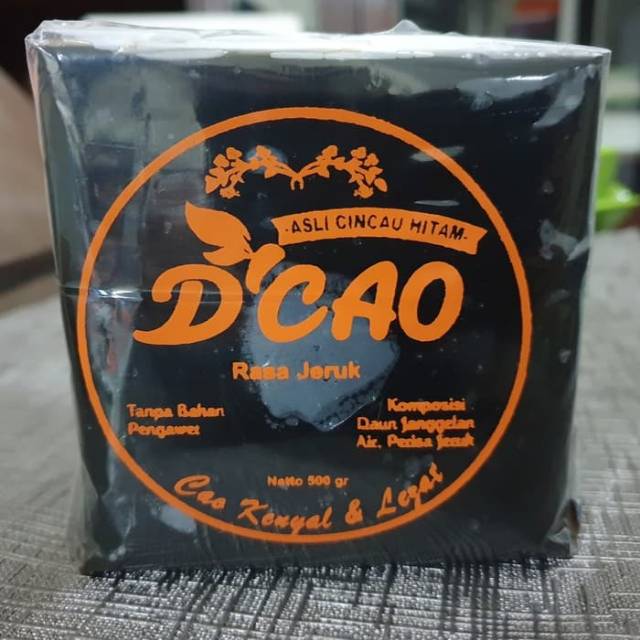 -ASLI CINCAU HITAM-
D'CAO
Rasa Jeruk
Tanpa Bahan
Pengawet
Komposisi
Daun Janggelan
Air, Perisa Jeruk
Netto 500 gr
Cao Kenyal & Lezat